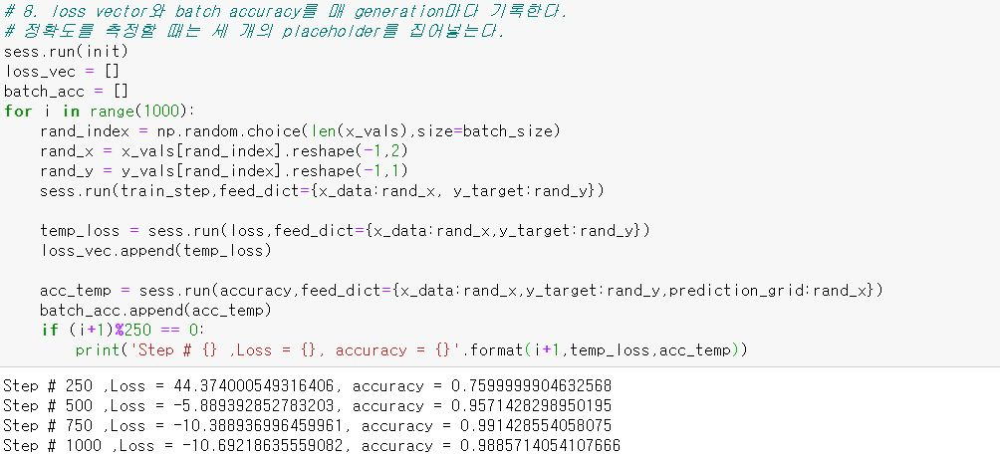 # 8. loss vector와 batch accuracy를 매 generation마다 기록한다.
# 정확도를 측정할 때는 세 개의 placeholder를 집어넣는다.
sess.run(init)
loss_vec = []
batch_acc = []
for i in range(1000):
    rand_index = np.random.choice(len(x_vals),size=batch_size)
    rand_x = x_vals[rand_index].reshape(-1,2)
    rand_y = y_vals[rand_index].reshape(-1,1)
    sess.run(train_step,feed_dict={x_data:rand_x, y_target:rand_y})
    temp_loss = sess.run(loss,feed_dict={x_data:rand_x,y_target:rand_y})
    loss_vec.append(temp_loss)
    acc_temp = sess.run(accuracy,feed_dict={x_data:rand_x,y_target:rand_y,prediction_grid:rand_x})
    batch_acc.append(acc_temp)
    if (i+1)%250 == 0:
        print('Step # {} ,Loss = {}, accuracy = {}'.format(i+1,temp_loss,acc_temp))
Step # 250 ,Loss = 44.374000549316406, accuracy = 0.7599999904632568
Step # 500 ,Loss = -5.889392852783203, accuracy = 0.9571428298950195
Step # 750 ,Loss = -10.388936996459961, accuracy = 0.991428554058075
Step # 1000 ,Loss = -10.69218635559082, accuracy = 0.9885714054107666